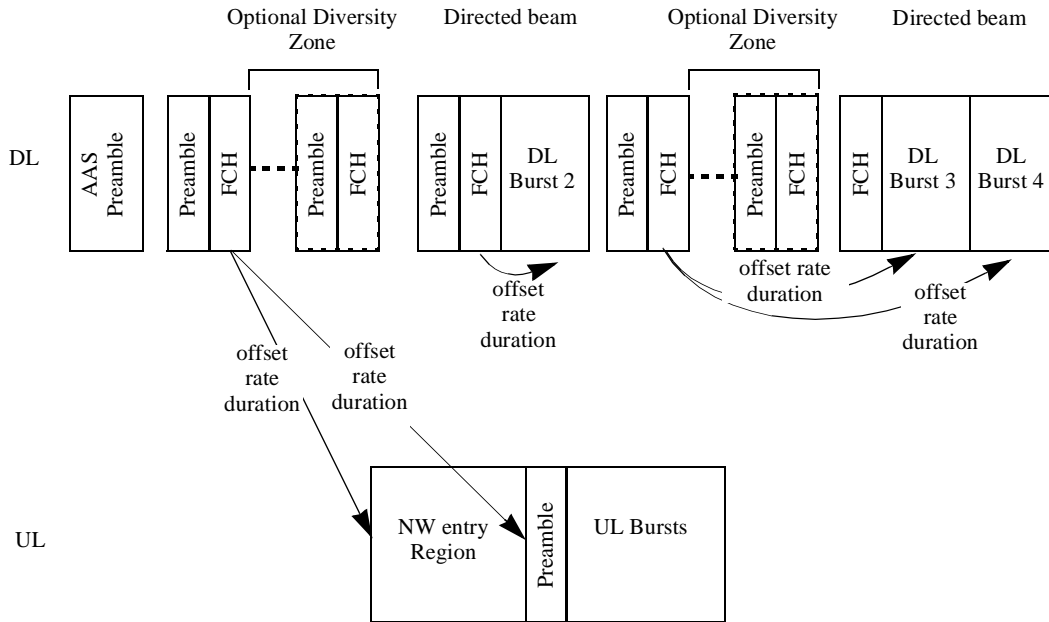 Optional Diversity
Zone
Directed beam
Optional Diversity
Zone
Directed beam
DL
AAS
Preamble
Preamble
FCH
Preamble
FCH
Preamble
FCH
DL
Burst 2
Preamble
FCH
Preamble
FCH
FCH
DL
Burst 3
DL
Burst 4
offset
rate
duration
offset rate
duration
offset
rate
duration
offset
rate
duration
offset
rate
duration
UL
NW entry
Region
Preamble
UL Bursts